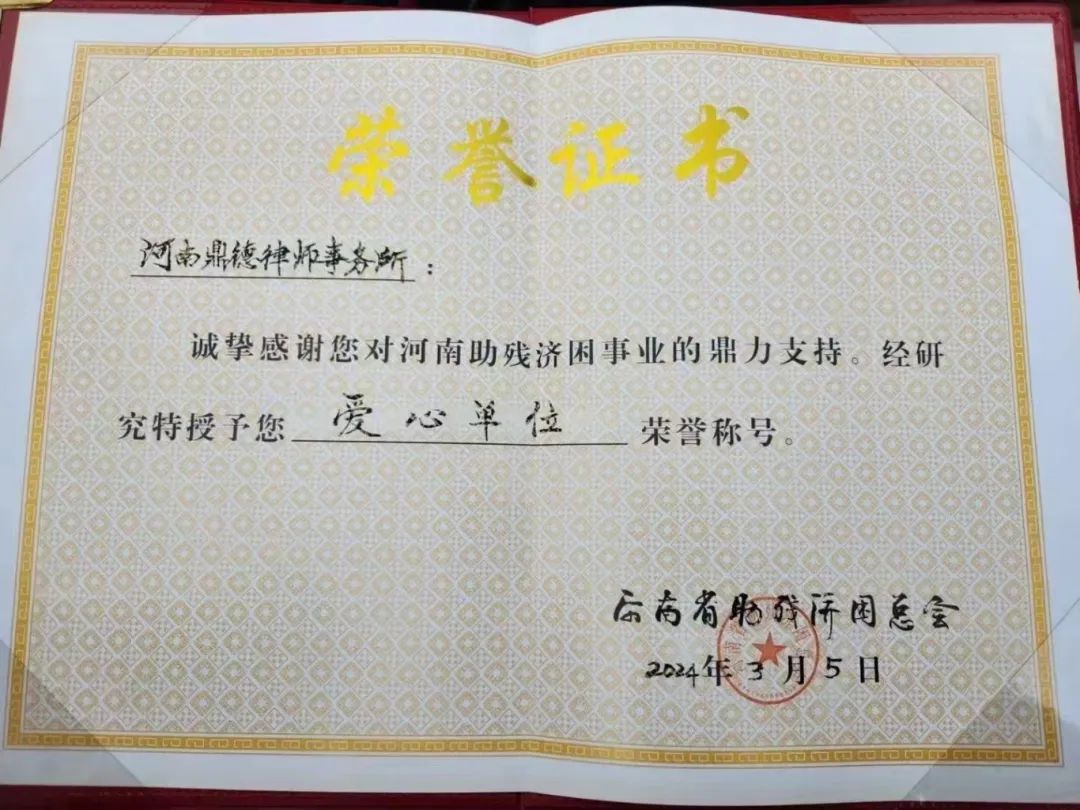 荣誉证书
河南鼎德律师事务所：
诚挚感谢您对河南助残济困事业的鼎力支持。经研
究特授予您 爱心单位 荣誉称号。
河南省助残济困总会
2024年3月5日